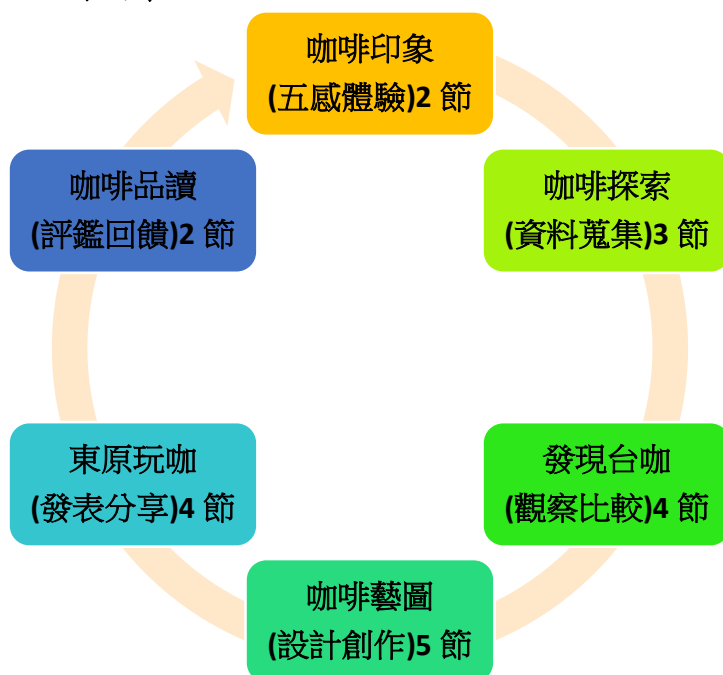 咖啡印象
(五感體驗)2 節
咖啡探索
(資料蒐集)3 節
發現台咖
(觀察比較)4 節
咖啡藝圖
(設計創作)5 節
東原玩咖
(發表分享)4 節
咖啡品讀
(評鑑回饋)2 節